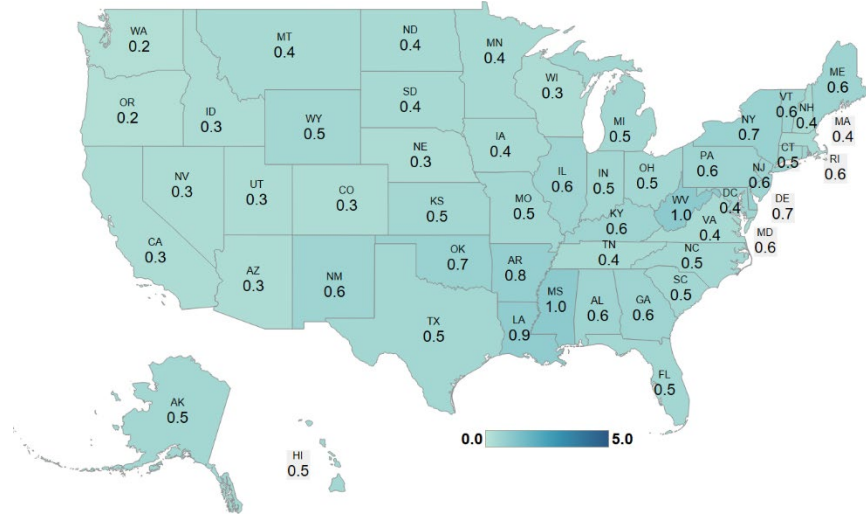 WA
0.2
MT
0.4
ND
0.4
MN
0.4
ME
0.6
OR
0.2
ID
0.3
WY
0.5
SD
0.4
WI
0.3
MI
0.5
VT
0.6
NH
0.4
MA
0.4
NY
0.7
CT
0.5
RI
0.6
NV
0.3
UT
0.3
CO
0.3
NE
0.3
IA
0.4
IL
0.6
IN
0.5
OH
0.5
PA
0.6
NJ
0.6
DE
0.7
MD
0.6
DC
0.4
WV
1.0
VA
0.4
KS
0.5
MO
0.5
KY
0.6
CA
0.3
AZ
0.3
NM
0.6
OK
0.7
AR
0.8
TN
0.4
NC
0.5
SC
0.5
TX
0.5
LA
0.9
MS
1.0
AL
0.6
GA
0.6
FL
0.5
AK
0.5
HI
0.5
0.0 5.0